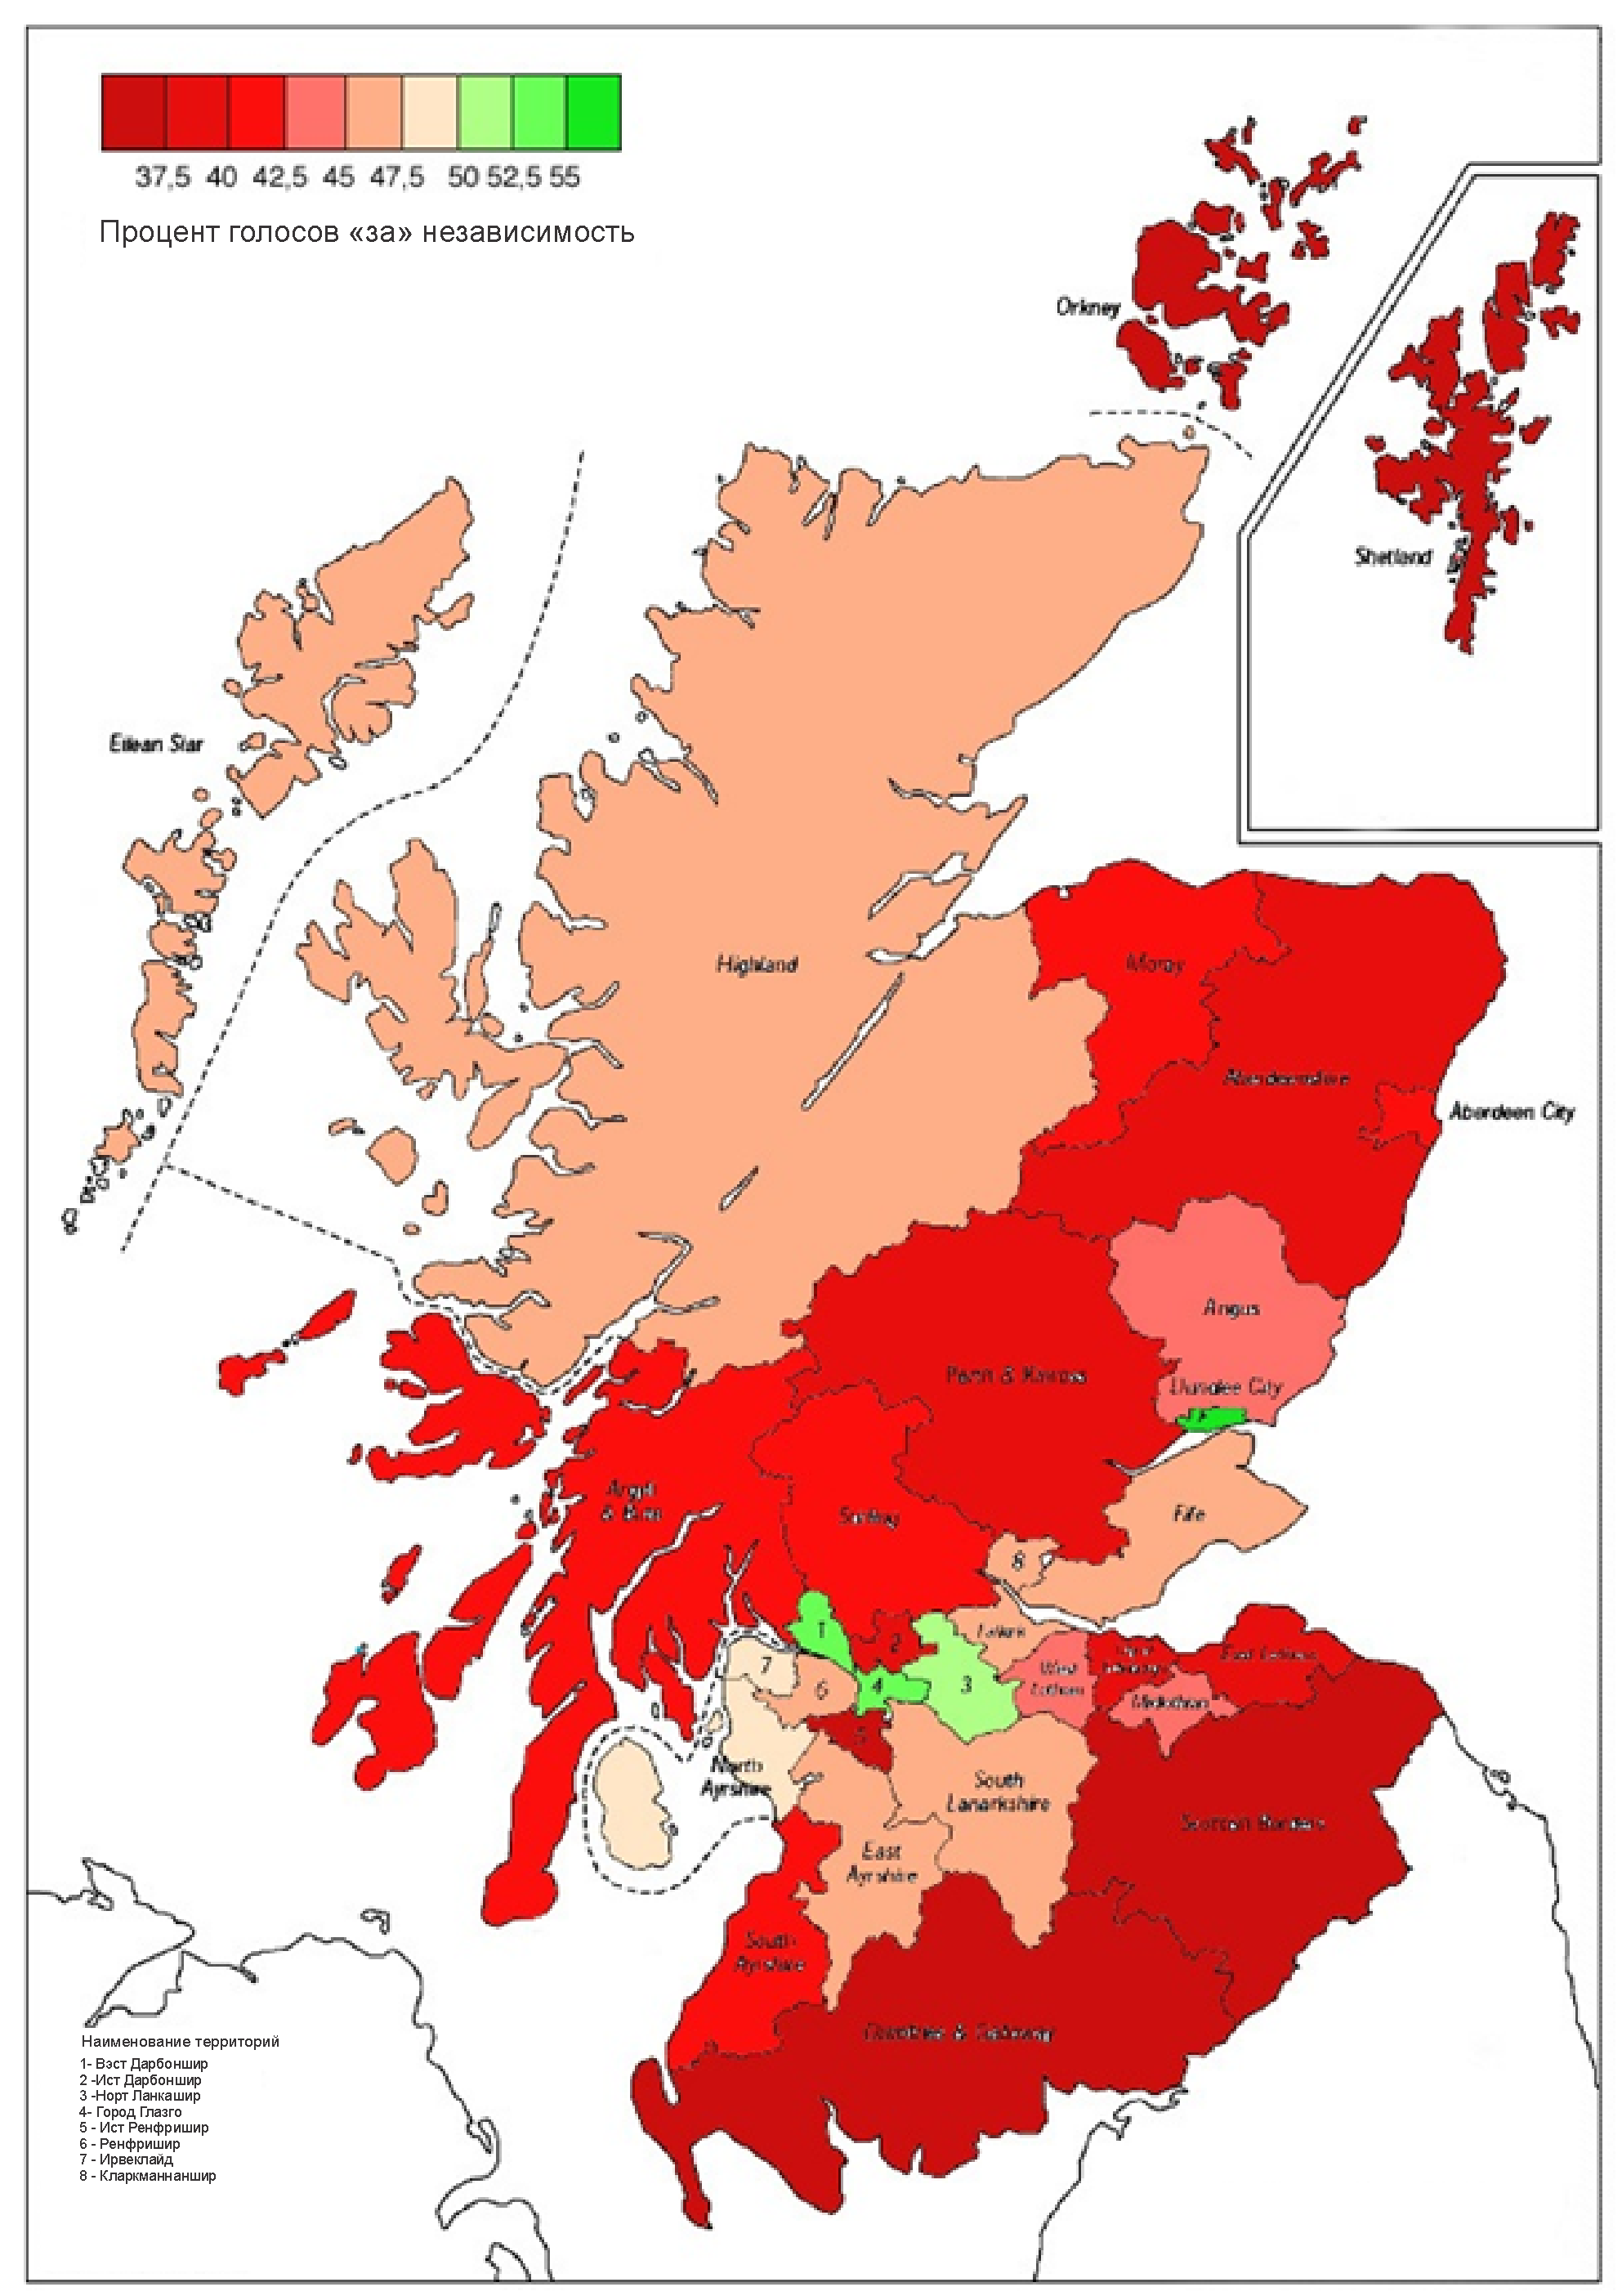 37,5 40 42,5 45 47,5 50 52,5 55
Процент голосов «за» независимость
Orkney
Shetland
Eilean Siar
Highland
Moray
Aberdeenshire
Aberdeen City
Angus
Perth & Kinross
Dundee City
Argyll
& Bute
Stirling
Fife
8
1
2
Falkirk
7
6
4
3
West
Lothian
East Lothian
Midlothian
5
North
Ayrshire
South
Lanarkshire
Scottish Borders
East
Ayrshire
South
Ayrshire
Dumfries & Galloway
Наименование территорий
1- Вэст Дарбоншир
2 -Ист Дарбоншир
3 -Норт Ланкашир
4- Город Глазго
5 - Ист Ренфришир
6 - Ренфришир
7 - Ирвеклайд
8 - Кларкманнаншир